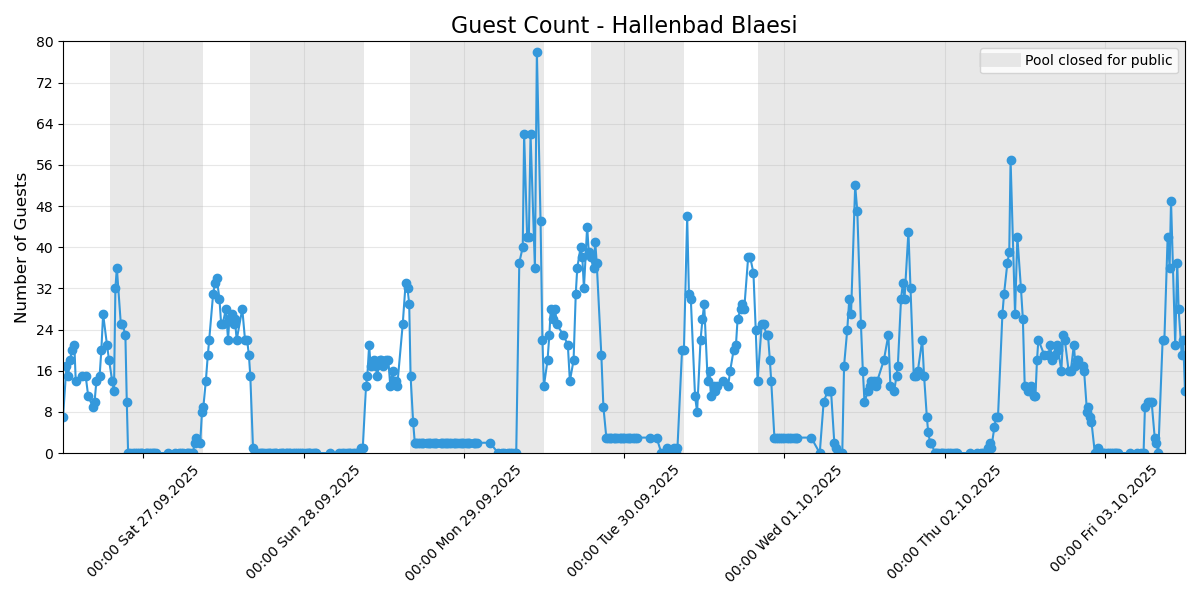 Guest Count - Hallenbad Blaesi
Pool closed for public
Number of Guests
80
72
64
56
48
40
32
24
16
8
0
00:00 Sat 27.09.2025
00:00 Sun 28.09.2025
00:00 Mon 29.09.2025
00:00 Tue 30.09.2025
00:00 Wed 01.10.2025
00:00 Thu 02.10.2025
00:00 Fri 03.10.2025